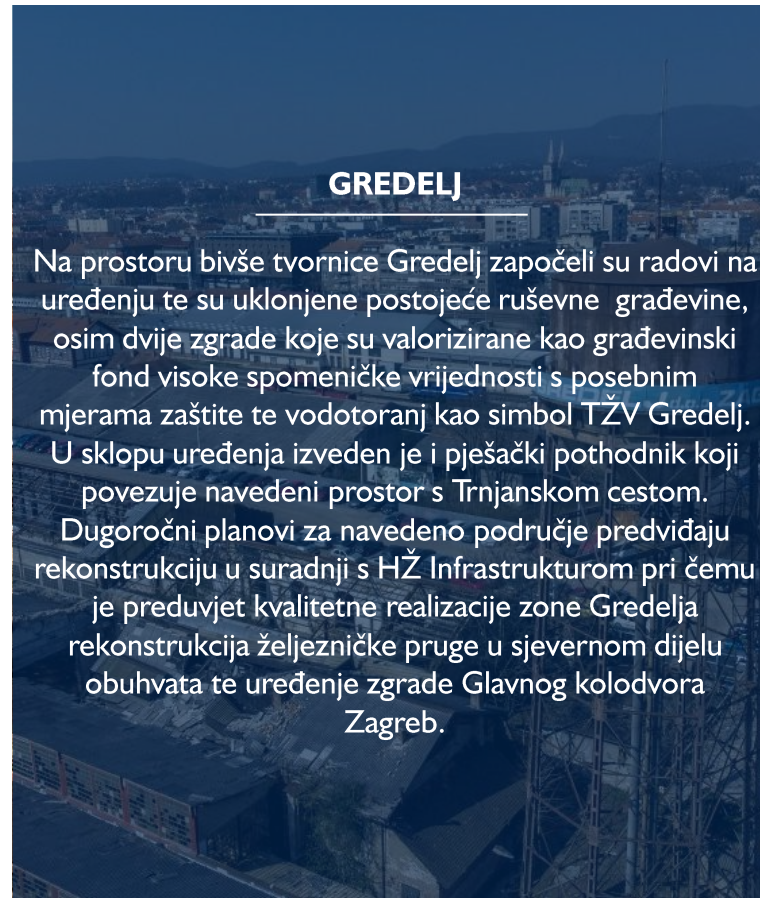 GREDELJ
Na prostoru bivše tvornice Gredelj započeli su radovi na
uređenju te su uklonjene postojeće ruševne  građevine,
osim dvije zgrade koje su valorizirane kao građevinski
fond visoke spomeničke vrijednosti s posebnim
mjerama zaštite te vodotoranj kao simbol TŽV Gredelj.
U sklopu uređenja izveden je i pješački pothodnik koji
povezuje navedeni prostor s Trnjanskom cestom.
Dugoročni planovi za navedeno područje predviđaju
rekonstrukciju u suradnji s HŽ Infrastrukturom pri čemu
je preduvjet kvalitetne realizacije zone Gredelja
rekonstrukcija željezničke pruge u sjevernom dijelu
obuhvata te uređenje zgrade Glavnog kolodvora
Zagreb.